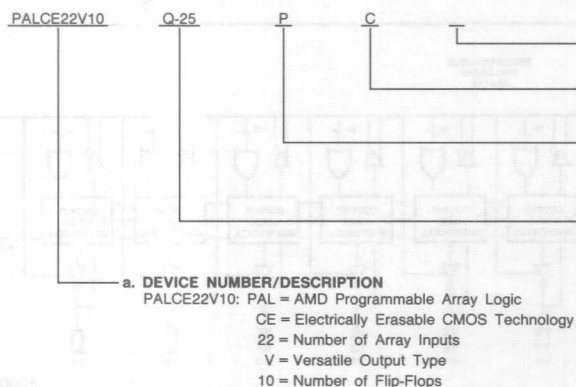 PALCE22V10 Q-25 P C _
a. DEVICE NUMBER/DESCRIPTION
PALCE22V10: PAL = AMD Programmable Array Logic
CE = Electrically Erasable CMOS Technology
22 = Number of Array Inputs
V = Versatile Output Type
10 = Number of Flip-Flops